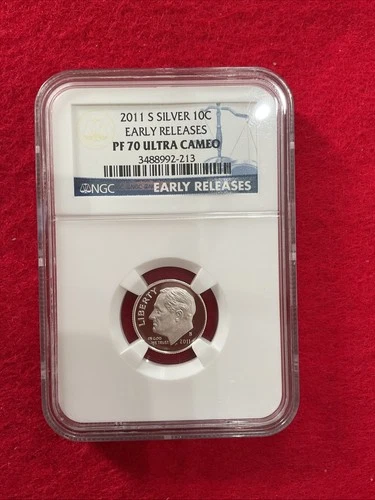 2011 S SILVER 10C
EARLY RELEASES
PF 70 ULTRA CAMEO
3488992-213
NGC EARLY RELEASES
LIBERTY
IN GOD
WE TRUST
S
2011